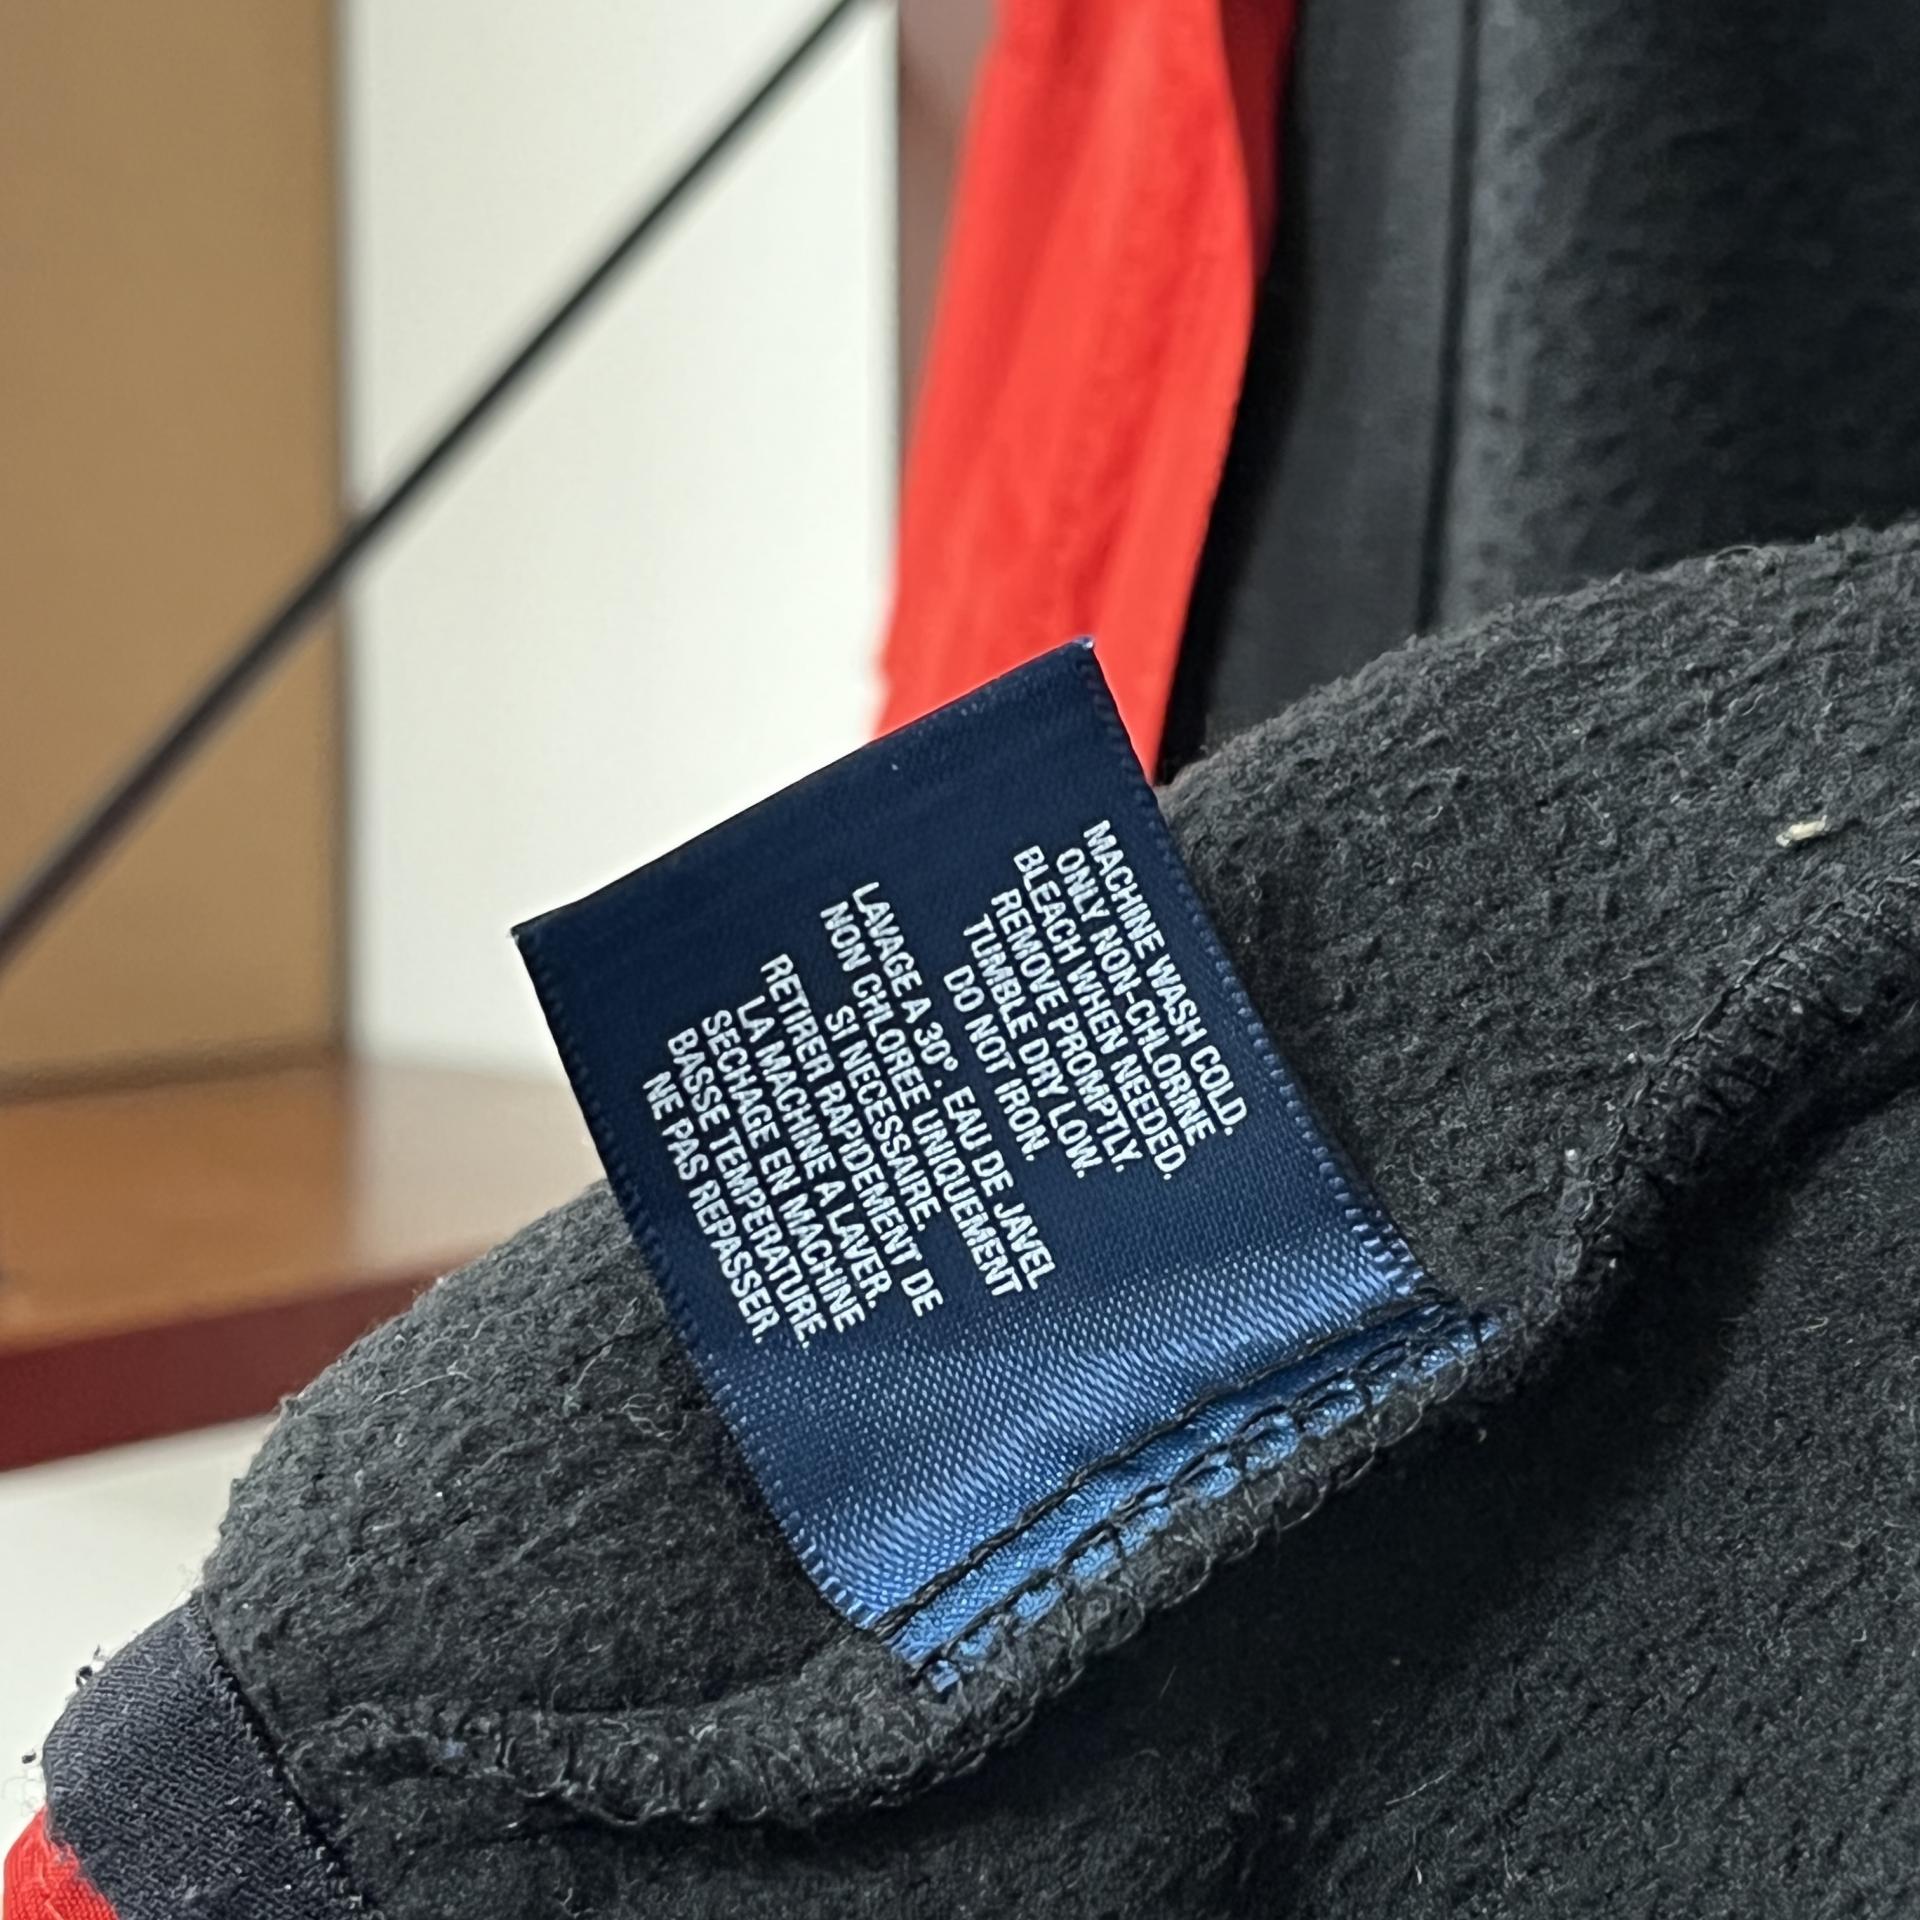 MACHINE WASH COLD.
ONLY NON-CHLORINE
BLEACH WHEN NEEDED.
REMOVE PROMPTLY.
TUMBLE DRY LOW.
DO NOT IRON.
LAVAGE A 30°. EAU DE JAVEL
NON CHLOREE UNIQUEMENT
SI NECESSAIRE.
RETIRER RAPIDEMENT DE
LA MACHINE A LAVER.
SECHAGE EN MACHINE
BASSE TEMPERATURE.
NE PAS REPASSER.